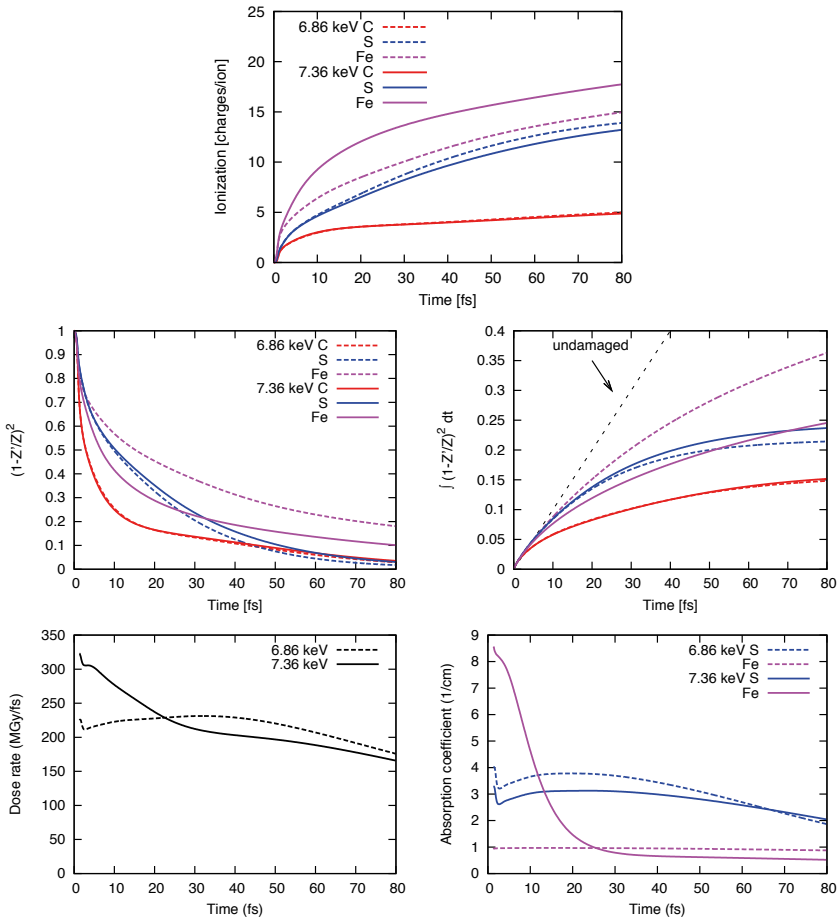 25
20
15
10
5
0
Ionization [charges/ion]
6.86 keV C
S
Fe
7.36 keV C
S
Fe
0 10 20 30 40 50 60 70 80
Time [fs]
1
0.9
0.8
0.7
0.6
0.5
0.4
0.3
0.2
0.1
0
(1-Z'/Z)²
6.86 keV C
S
Fe
7.36 keV C
S
Fe
0 10 20 30 40 50 60 70 80
Time [fs]
0.4
0.35
0.3
0.25
0.2
0.15
0.1
0.05
0
∫ (1-Z'/Z)² dt
undamaged
0 10 20 30 40 50 60 70 80
Time [fs]
350
300
250
200
150
100
50
0
Dose rate (MGy/fs)
6.86 keV
7.36 keV
0 10 20 30 40 50 60 70 80
Time (fs)
9
8
7
6
5
4
3
2
1
0
Absorption coefficient (1/cm)
6.86 keV S
Fe
7.36 keV S
Fe
0 10 20 30 40 50 60 70 80
Time (fs)